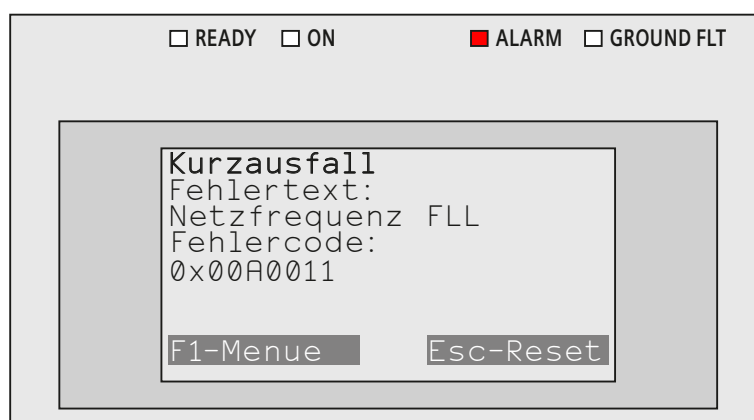 READY ON ALARM GROUND FLT
Kurzausfall
Fehlertext:
Netzfrequenz FLL
Fehlercode:
0x00A0011
F1-Menue Esc-Reset